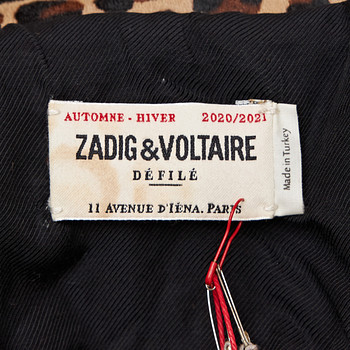 AUTOMNE - HIVER 2020/2021
ZADIG&VOLTAIRE
DÉFILÉ
11 AVENUE D'IÉNA. PARIS
Made in Turkey